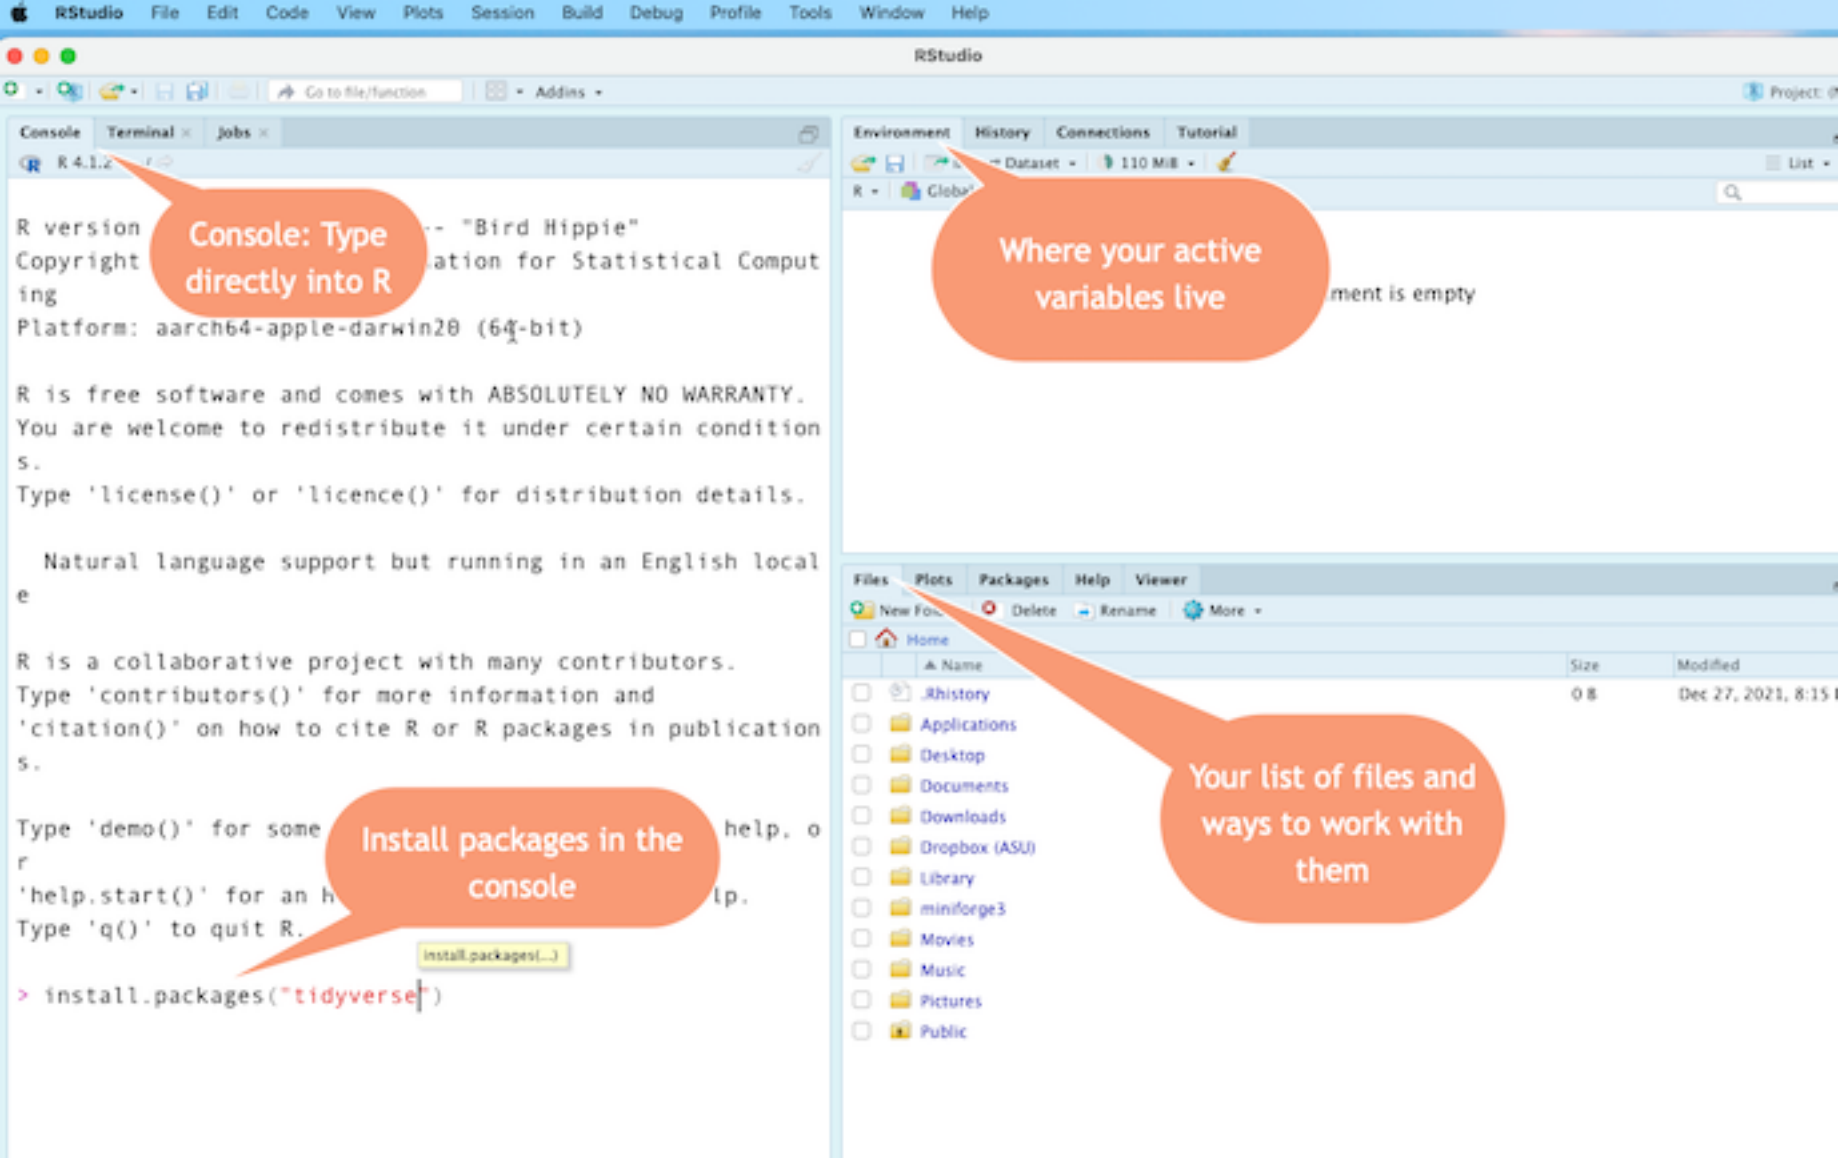 RStudio File Edit Code View Plots Session Build Debug Profile Tools Window Help
RStudio
Go to file/function Addins Project:
Console Terminal Jobs
R 4.1.2
R version -- "Bird Hippie"
Copyright ation for Statistical Comput
ing
Platform: aarch64-apple-darwin20 (64-bit)
R is free software and comes with ABSOLUTELY NO WARRANTY.
You are welcome to redistribute it under certain condition
s.
Type 'license()' or 'licence()' for distribution details.
Natural language support but running in an English local
e
R is a collaborative project with many contributors.
Type 'contributors()' for more information and
'citation()' on how to cite R or R packages in publication
s.
Type 'demo()' for some help, o
r
'help.start()' for an h lp.
Type 'q()' to quit R.
install.packages(...)
> install.packages("tidyverse")
Console: Type
directly into R
Install packages in the
console
Environment History Connections Tutorial
Dataset 110 MiB List
R Global
ment is empty
Where your active
variables live
Files Plots Packages Help Viewer
New Fol Delete Rename More
Home
Name Size Modified
.Rhistory 0 B Dec 27, 2021, 8:15
Applications
Desktop
Documents
Downloads
Dropbox (ASU)
Library
miniforge3
Movies
Music
Pictures
Public
Your list of files and
ways to work with
them